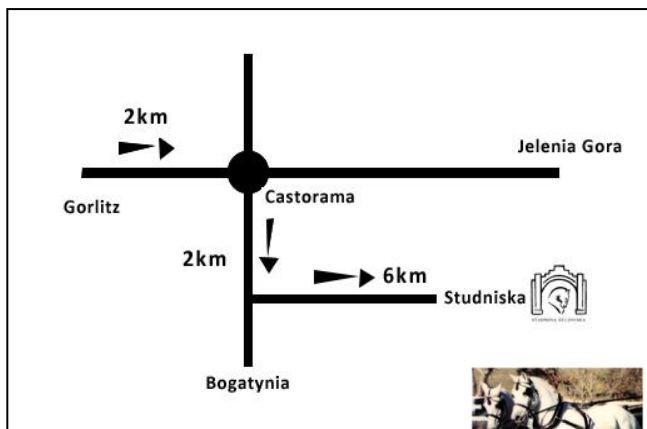 2km
Jelenia Gora
Gorlitz
Castorama
2km
6km
Studniska
Bogatynia